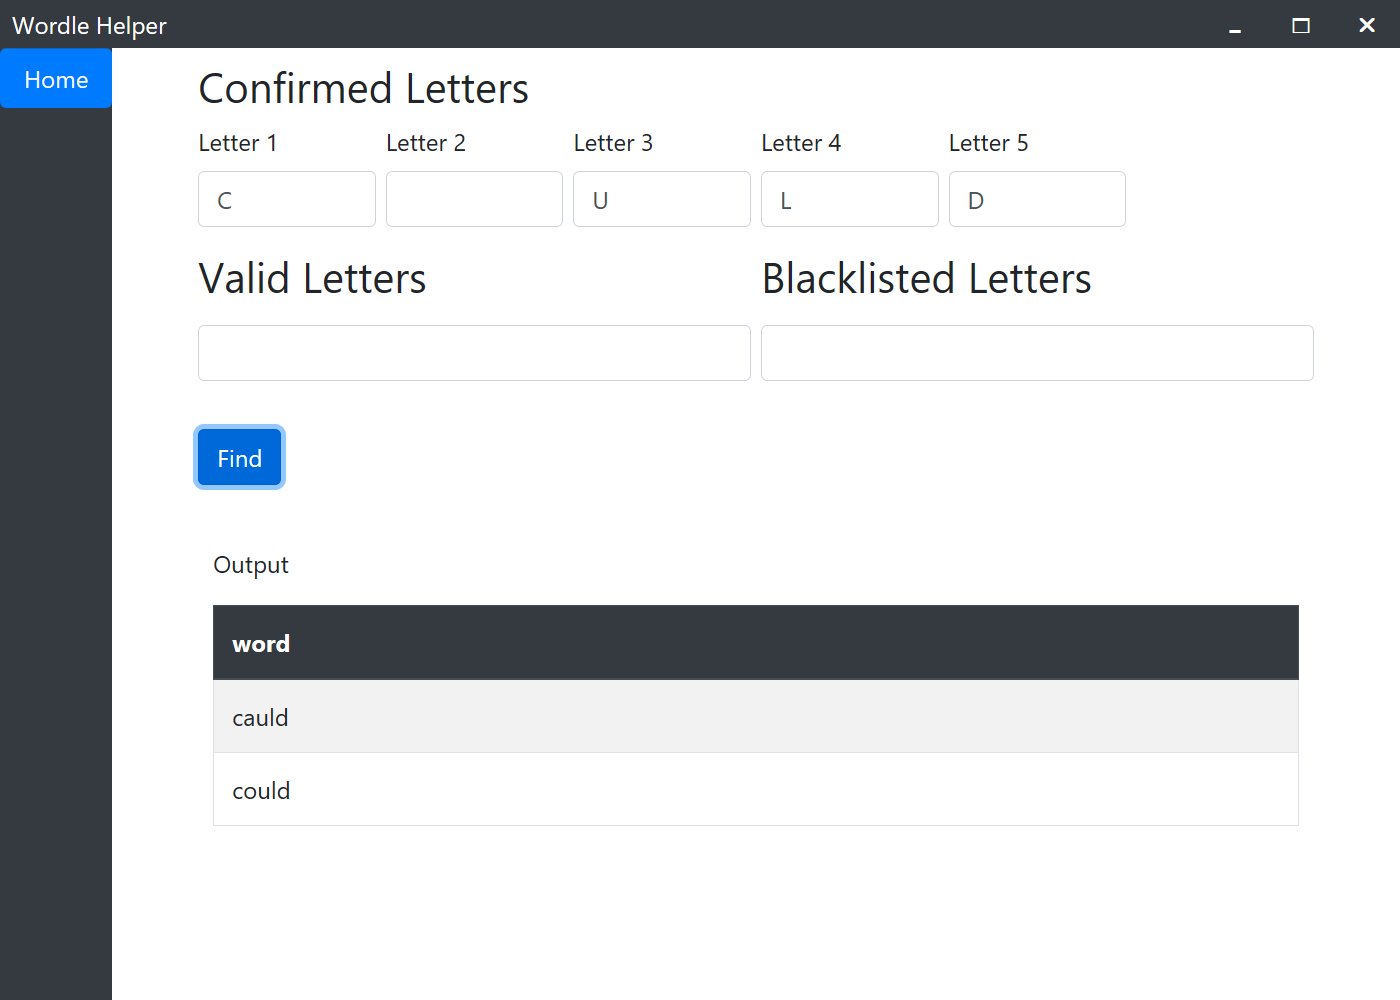 Wordle Helper
Home
Confirmed Letters
Letter 1 Letter 2 Letter 3 Letter 4 Letter 5
C U L D
Valid Letters Blacklisted Letters
Find
Output
word
cauld
could